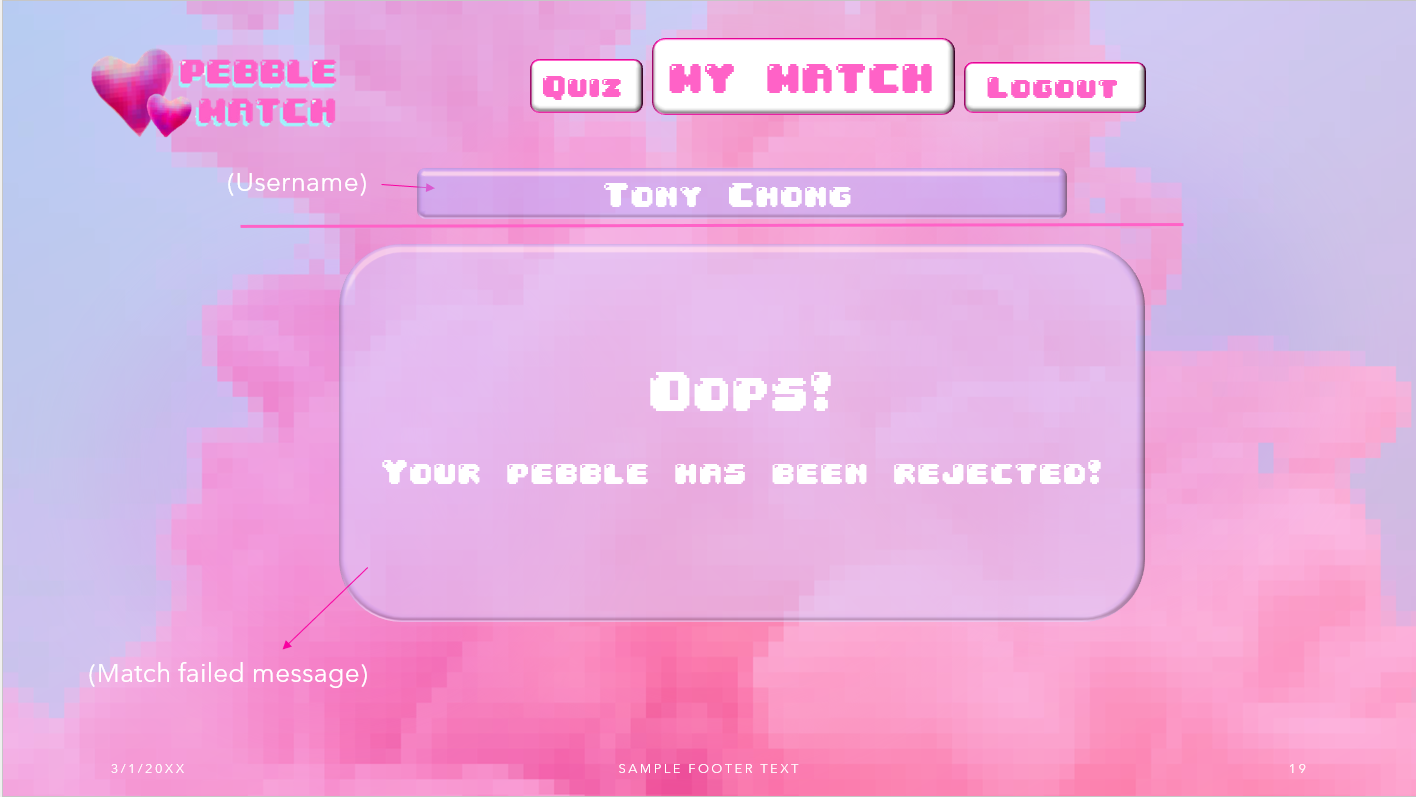 PEBBLE
MATCH
Quiz
MY MATCH
Logout
(Username)
Tony Chong
Oops!
Your pebble has been rejected!
(Match failed message)
3/1/20XX
SAMPLE FOOTER TEXT
19